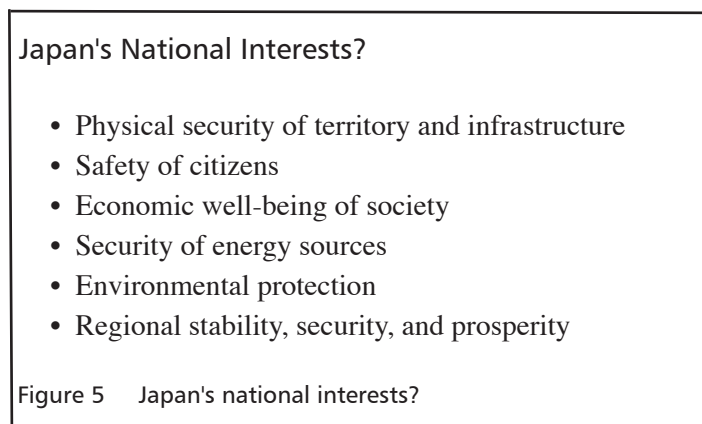 Japan's National Interests?
• Physical security of territory and infrastructure
• Safety of citizens
• Economic well-being of society
• Security of energy sources
• Environmental protection
• Regional stability, security, and prosperity
Figure 5 Japan's national interests?